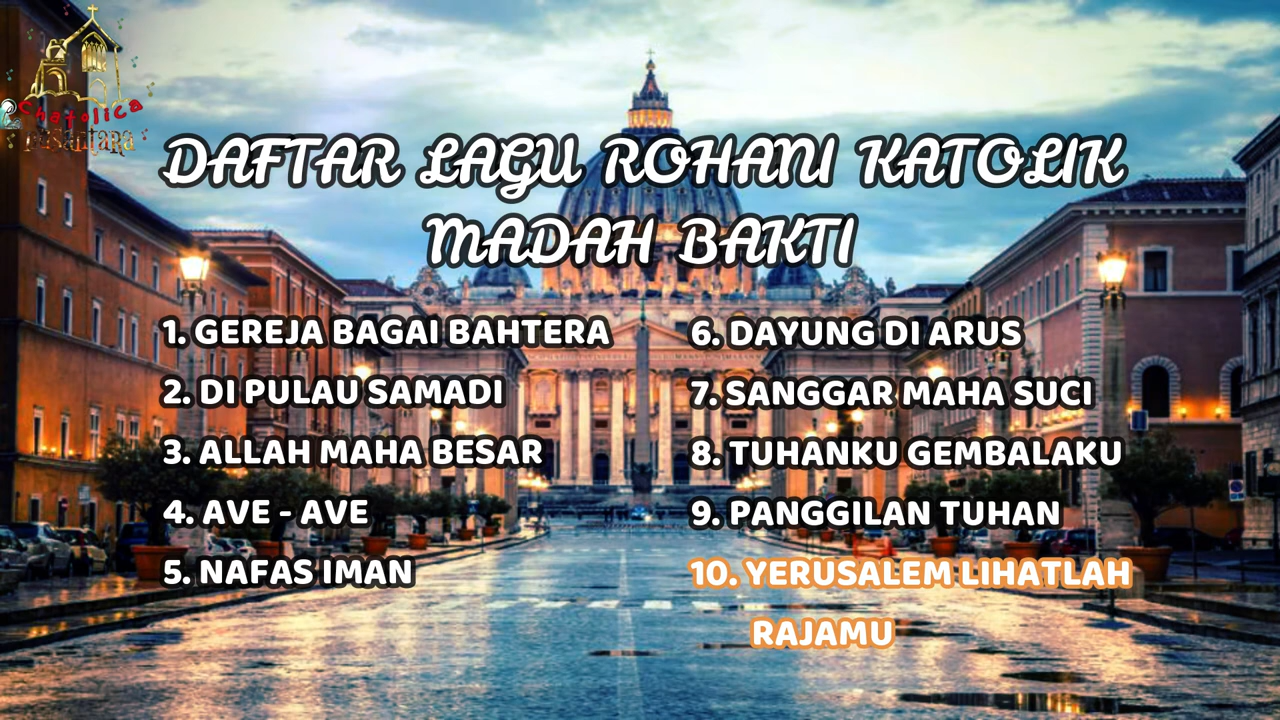 Chatolica
Nusantara
DAFTAR LAGU ROHANI KATOLIK
MADAH BAKTI
1. GEREJA BAGAI BAHTERA
2. DI PULAU SAMADI
3. ALLAH MAHA BESAR
4. AVE - AVE
5. NAFAS IMAN
6. DAYUNG DI ARUS
7. SANGGAR MAHA SUCI
8. TUHANKU GEMBALAKU
9. PANGGILAN TUHAN
10. YERUSALEM LIHATLAH
RAJAMU